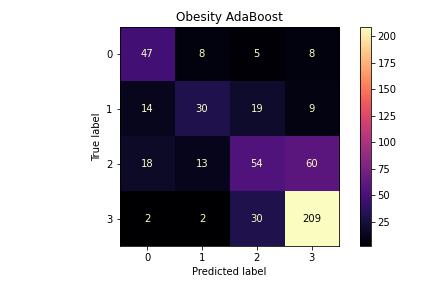 Obesity AdaBoost
0 47 8 5 8
1 14 30 19 9
2 18 13 54 60
3 2 2 30 209
0 1 2 3
True label
Predicted label
200
175
150
125
100
75
50
25